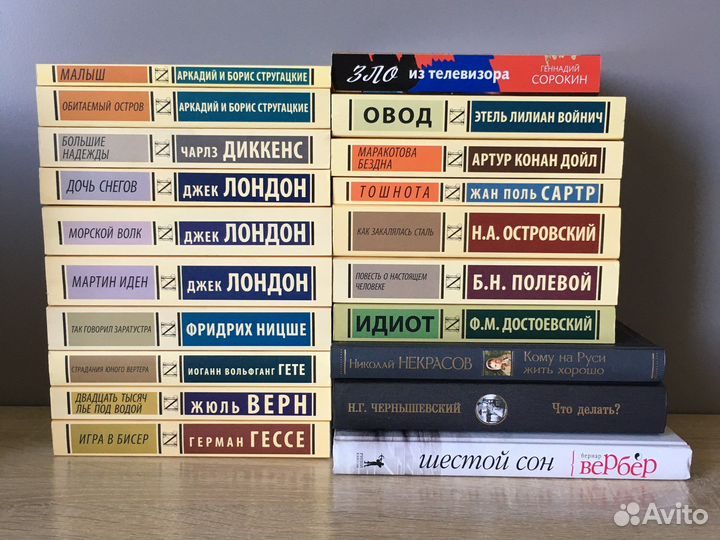 МАЛЫШ
АРКАДИЙ И БОРИС СТРУГАЦКИЕ
ОБИТАЕМЫЙ ОСТРОВ
АРКАДИЙ И БОРИС СТРУГАЦКИЕ
БОЛЬШИЕ
НАДЕЖДЫ
ЧАРЛЗ ДИККЕНС
ДОЧЬ СНЕГОВ
ДЖЕК ЛОНДОН
МОРСКОЙ ВОЛК
ДЖЕК ЛОНДОН
МАРТИН ИДЕН
ДЖЕК ЛОНДОН
ТАК ГОВОРИЛ ЗАРАТУСТРА
ФРИДРИХ НИЦШЕ
СТРАДАНИЯ ЮНОГО ВЕРТЕРА
ИОГАНН ВОЛЬФГАНГ ГЕТЕ
ДВАДЦАТЬ ТЫСЯЧ
ЛЬЕ ПОД ВОДОЙ
ЖЮЛЬ ВЕРН
ИГРА В БИСЕР
ГЕРМАН ГЕССЕ
ЗЛО из телевизора
ГЕННАДИЙ
СОРОКИН
ОВОД
ЭТЕЛЬ ЛИЛИАН ВОЙНИЧ
МАРАКОТОВА
БЕЗДНА
АРТУР КОНАН ДОЙЛ
ТОШНОТА
ЖАН ПОЛЬ САРТР
КАК ЗАКАЛЯЛАСЬ СТАЛЬ
Н.А. ОСТРОВСКИЙ
ПОВЕСТЬ О НАСТОЯЩЕМ
ЧЕЛОВЕКЕ
Б.Н. ПОЛЕВОЙ
ИДИОТ
Ф.М. ДОСТОЕВСКИЙ
Николай НЕКРАСОВ
Кому на Руси
жить хорошо
Н.Г. ЧЕРНЫШЕВСКИЙ
Что делать?
шестой сон
бернар
вербер
Avito